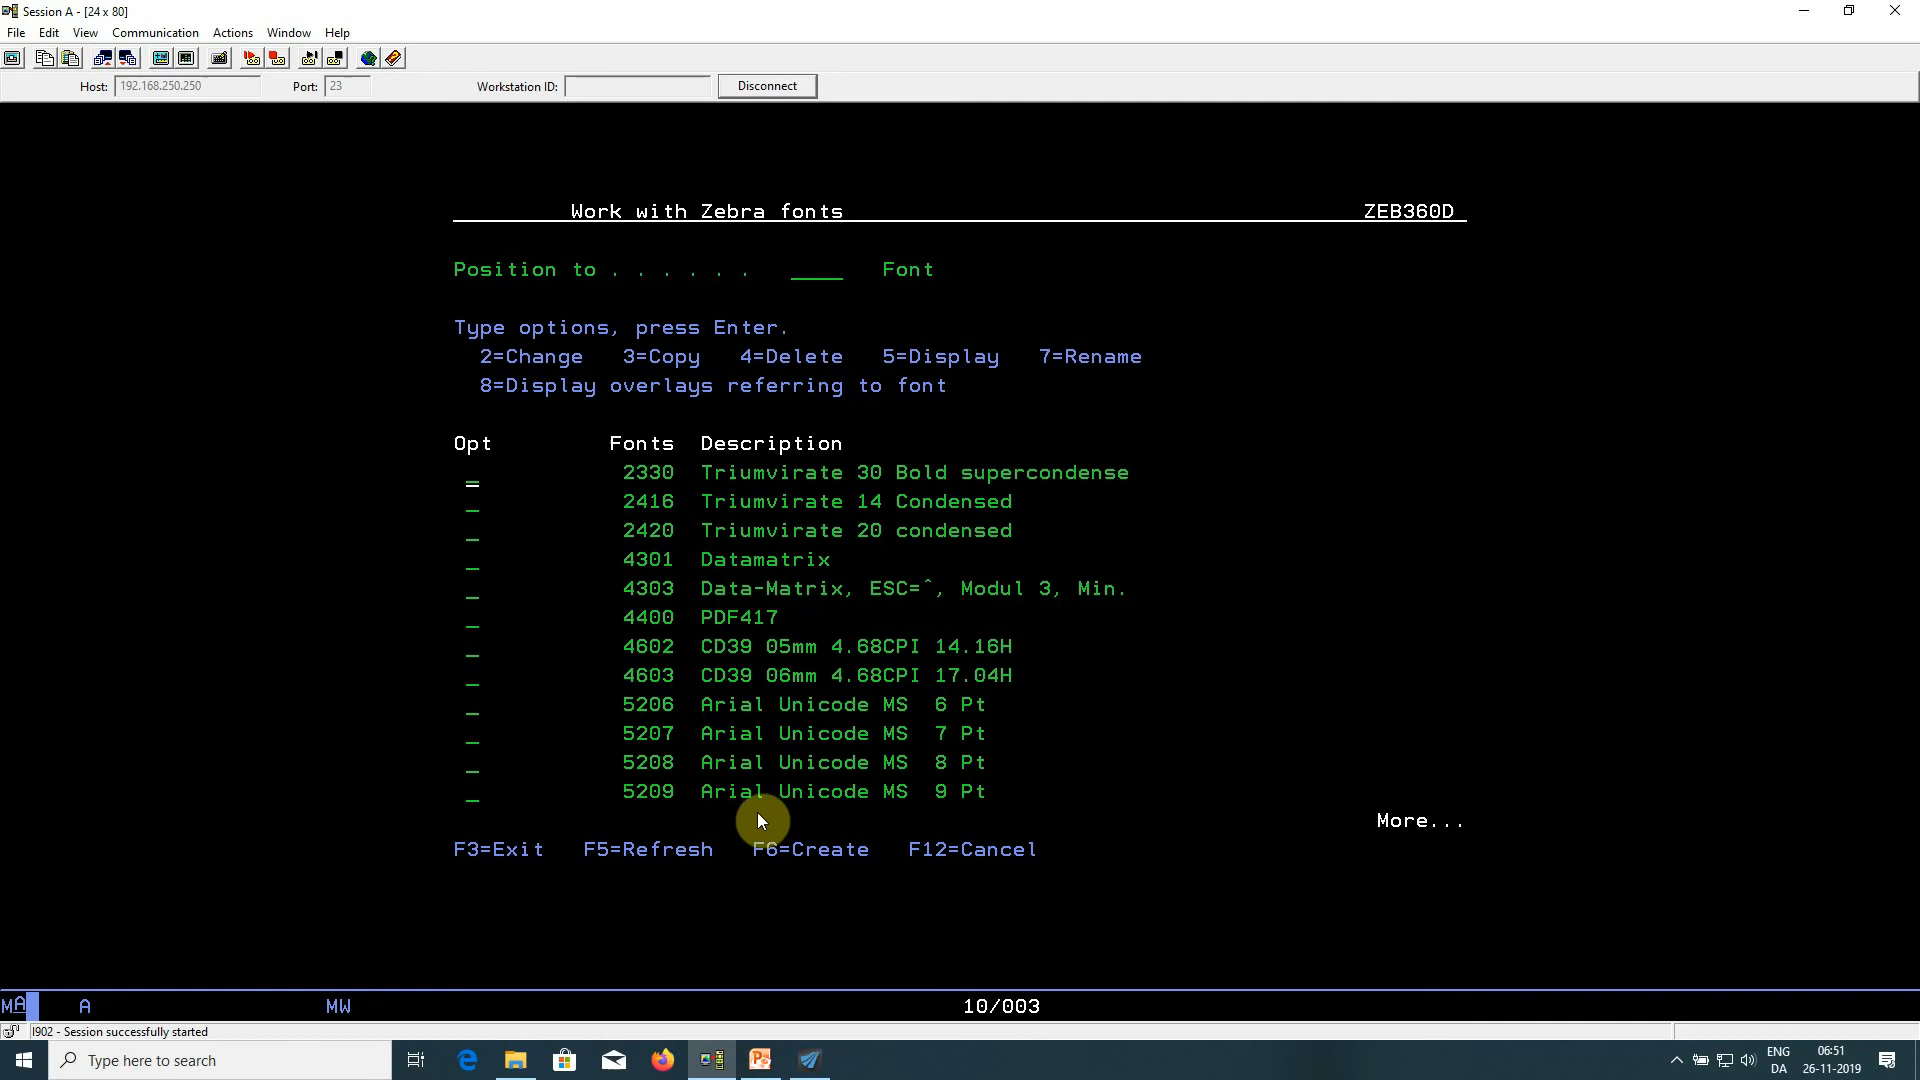 Session A - [24 x 80]
File Edit View Communication Actions Window Help
Host: 192.168.250.250 Port: 23 Workstation ID: Disconnect
Work with Zebra fonts ZEB360D
Position to . . . . . . _____ Font
Type options, press Enter.
2=Change 3=Copy 4=Delete 5=Display 7=Rename
8=Display overlays referring to font
Opt Fonts Description
_ 2330 Triumvirate 30 Bold supercondense
_ 2416 Triumvirate 14 Condensed
_ 2420 Triumvirate 20 condensed
_ 4301 Datamatrix
_ 4303 Data-Matrix, ESC=^, Modul 3, Min.
_ 4400 PDF417
_ 4602 CD39 05mm 4.68CPI 14.16H
_ 4603 CD39 06mm 4.68CPI 17.04H
_ 5206 Arial Unicode MS 6 Pt
_ 5207 Arial Unicode MS 7 Pt
_ 5208 Arial Unicode MS 8 Pt
_ 5209 Arial Unicode MS 9 Pt
More...
F3=Exit F5=Refresh F6=Create F12=Cancel
MA A MW 10/003
I902 - Session successfully started
Type here to search
ENG 06:51
DA 26-11-2019